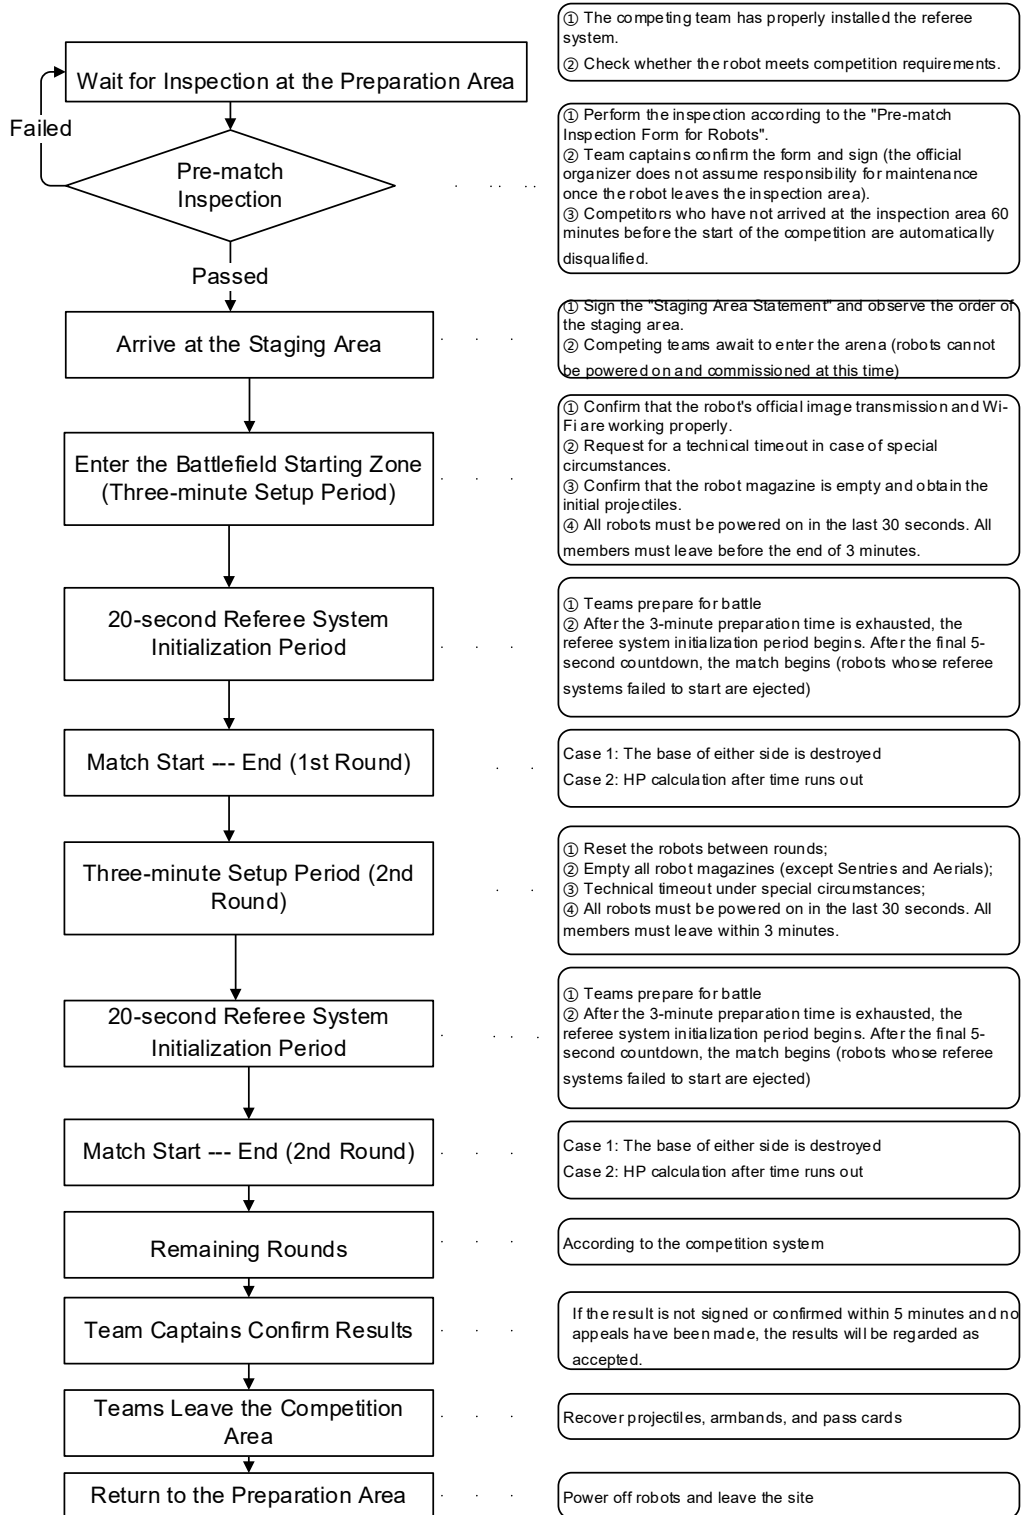 ① The competing team has properly installed the referee
system.
② Check whether the robot meets competition requirements.
Wait for Inspection at the Preparation Area
Failed
Pre-match
Inspection
① Perform the inspection according to the "Pre-match
Inspection Form for Robots".
② Team captains confirm the form and sign (the official
organizer does not assume responsibility for maintenance
once the robot leaves the inspection area).
③ Competitors who have not arrived at the inspection area 60
minutes before the start of the competition are automatically
disqualified.
Passed
Arrive at the Staging Area
① Sign the "Staging Area Statement" and observe the order of
the staging area.
② Competing teams await to enter the arena (robots cannot
be powered on and commissioned at this time)
Enter the Battlefield Starting Zone
(Three-minute Setup Period)
① Confirm that the robot's official image transmission and Wi-
Fi are working properly.
② Request for a technical timeout in case of special
circumstances.
③ Confirm that the robot magazine is empty and obtain the
initial projectiles.
④ All robots must be powered on in the last 30 seconds. All
members must leave before the end of 3 minutes.
20-second Referee System
Initialization Period
① Teams prepare for battle
② After the 3-minute preparation time is exhausted, the
referee system initialization period begins. After the final 5-
second countdown, the match begins (robots whose referee
systems failed to start are ejected)
Match Start --- End (1st Round)
Case 1: The base of either side is destroyed
Case 2: HP calculation after time runs out
Three-minute Setup Period (2nd
Round)
① Reset the robots between rounds;
② Empty all robot magazines (except Sentries and Aerials);
③ Technical timeout under special circumstances;
④ All robots must be powered on in the last 30 seconds. All
members must leave within 3 minutes.
20-second Referee System
Initialization Period
① Teams prepare for battle
② After the 3-minute preparation time is exhausted, the
referee system initialization period begins. After the final 5-
second countdown, the match begins (robots whose referee
systems failed to start are ejected)
Match Start --- End (2nd Round)
Case 1: The base of either side is destroyed
Case 2: HP calculation after time runs out
Remaining Rounds
According to the competition system
Team Captains Confirm Results
If the result is not signed or confirmed within 5 minutes and no
appeals have been made, the results will be regarded as
accepted.
Teams Leave the Competition
Area
Recover projectiles, armbands, and pass cards
Return to the Preparation Area
Power off robots and leave the site